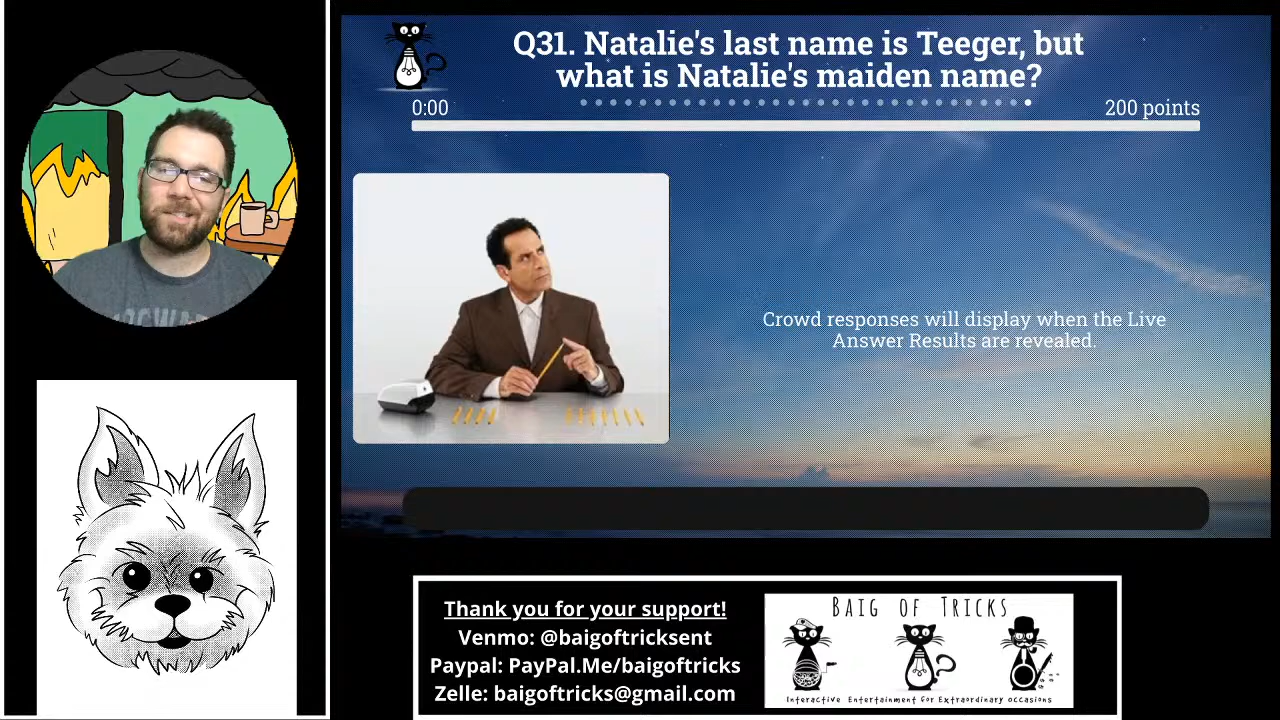 Q31. Natalie's last name is Teeger, but
what is Natalie's maiden name?
0:00
200 points
Crowd responses will display when the Live
Answer Results are revealed.
Thank you for your support!
Venmo: @baigoftricksent
Paypal: PayPal.Me/baigoftricks
Zelle: baigoftricks@gmail.com
BAIG OF TRICKS
Interactive Entertainment for Extraordinary occasions